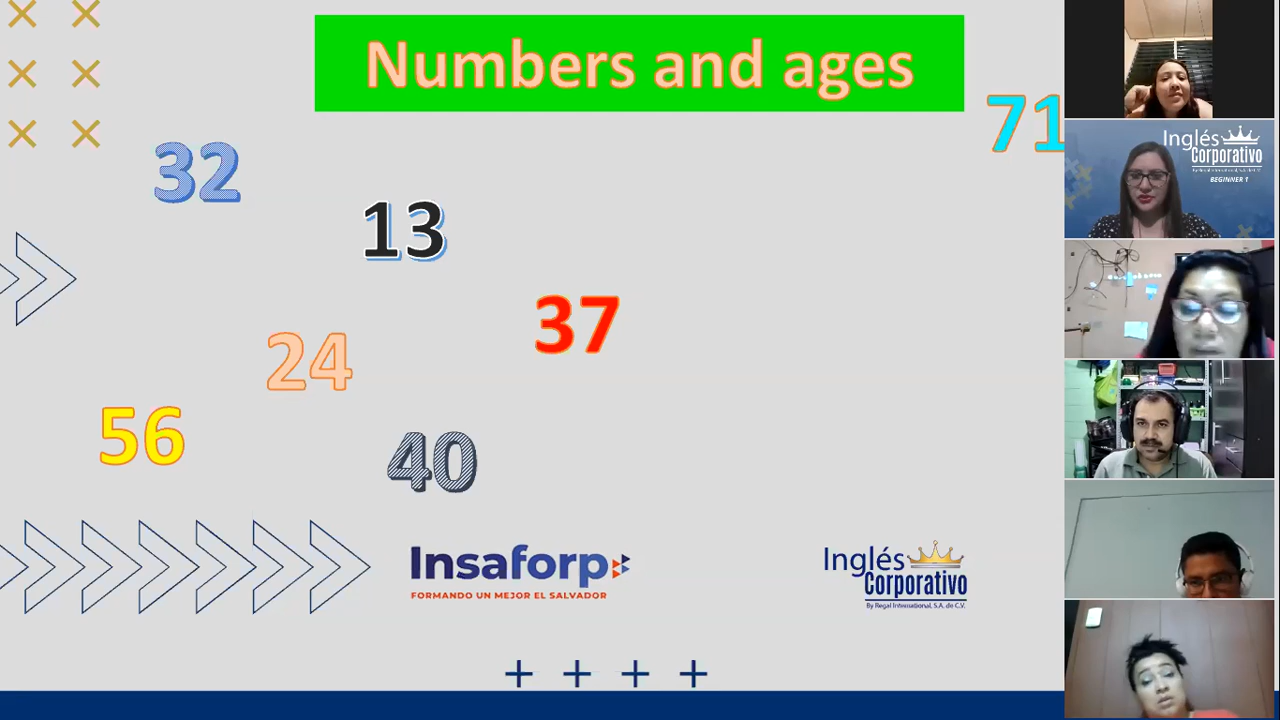 Numbers and ages
71
32
13
37
24
56
40
Insaforp
FORMANDO UN MEJOR EL SALVADOR
Inglés
Corporativo
By Regal International, S.A. de C.V.
Inglés
Corporativo
BEGINNER 1